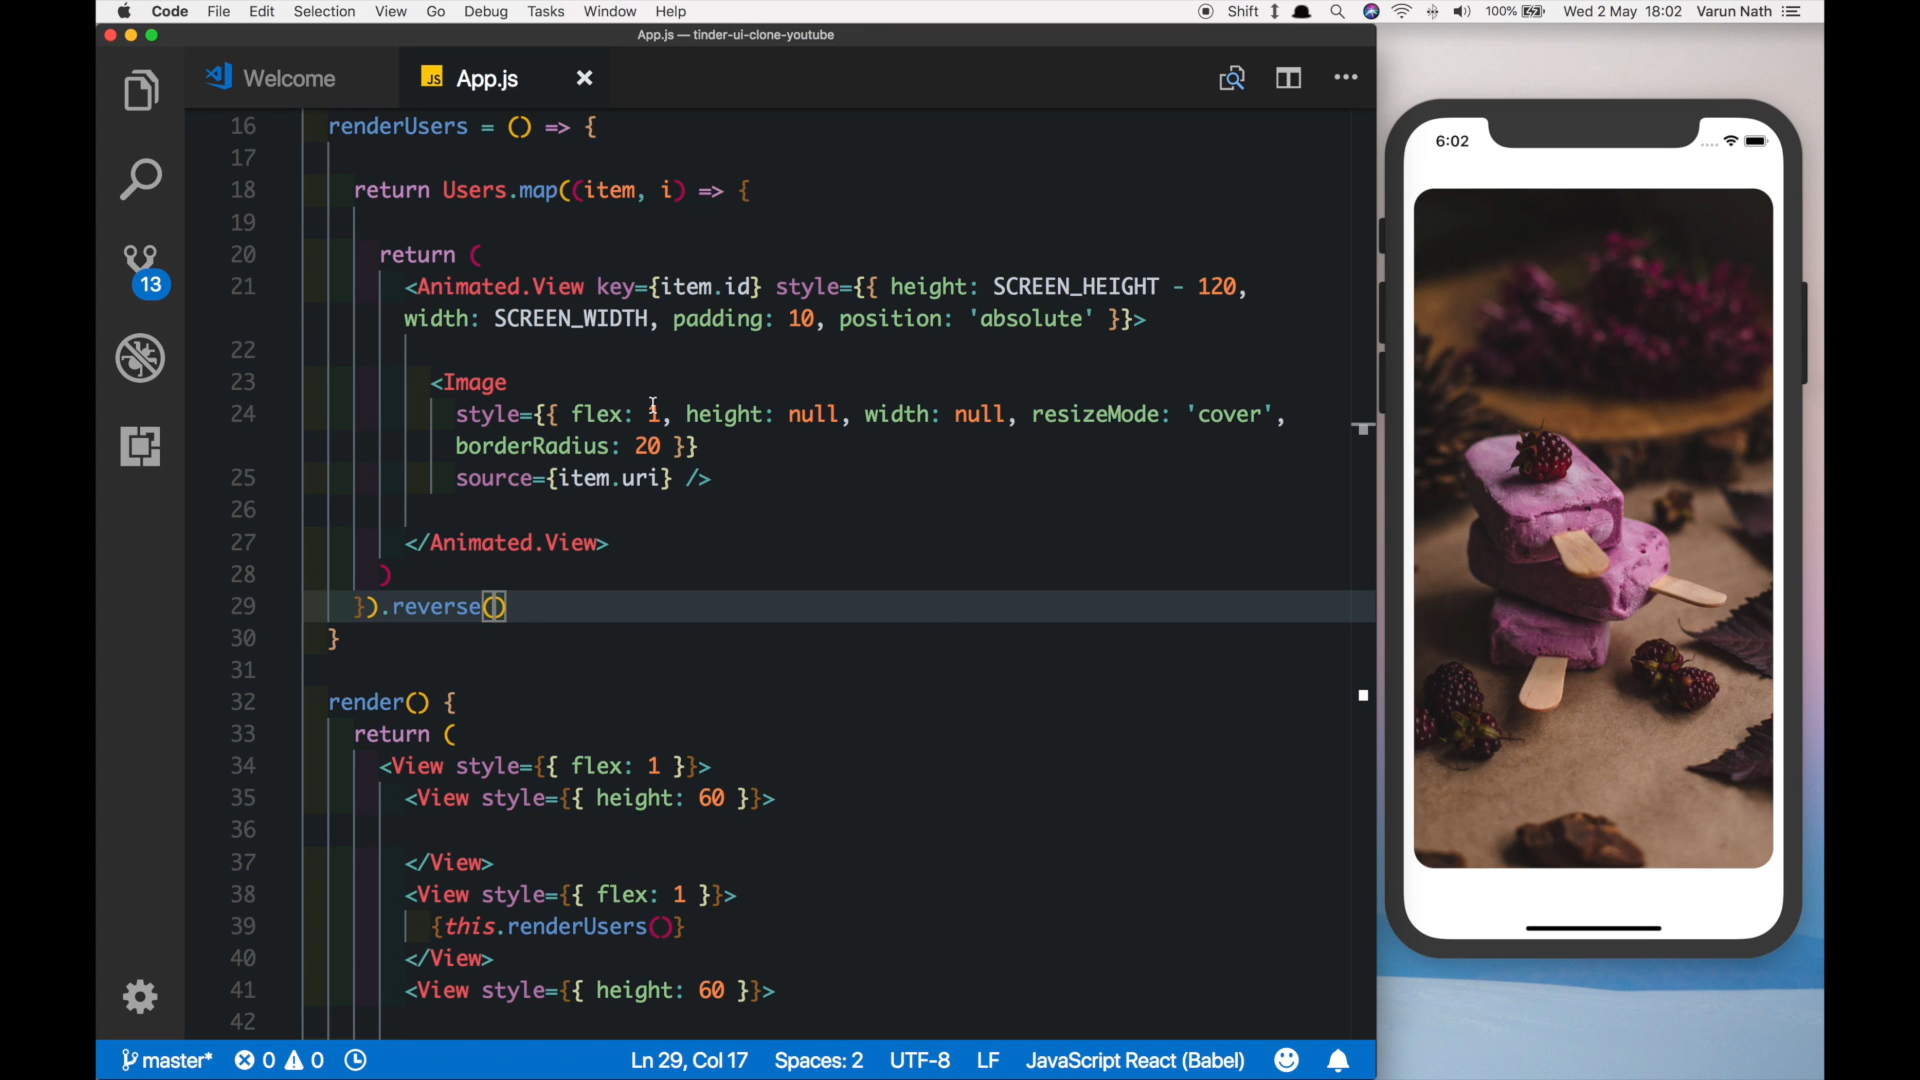 Code File Edit Selection View Go Debug Tasks Window Help Shift 100% Wed 2 May 18:02 Varun Nath
App.js — tinder-ui-clone-youtube
Welcome JS App.js
16 renderUsers = () => {
17
18 return Users.map((item, i) => {
19
20 return (
21 <Animated.View key={item.id} style={{ height: SCREEN_HEIGHT - 120,
width: SCREEN_WIDTH, padding: 10, position: 'absolute' }}>
22
23 <Image
24 style={{ flex: 1, height: null, width: null, resizeMode: 'cover',
borderRadius: 20 }}
25 source={item.uri} />
26
27 </Animated.View>
28 )
29 }).reverse()
30 }
31
32 render() {
33 return (
34 <View style={{ flex: 1 }}>
35 <View style={{ height: 60 }}>
36
37 </View>
38 <View style={{ flex: 1 }}>
39 {this.renderUsers()}
40 </View>
41 <View style={{ height: 60 }}>
42
13
master* 0 0 Ln 29, Col 17 Spaces: 2 UTF-8 LF JavaScript React (Babel)
6:02